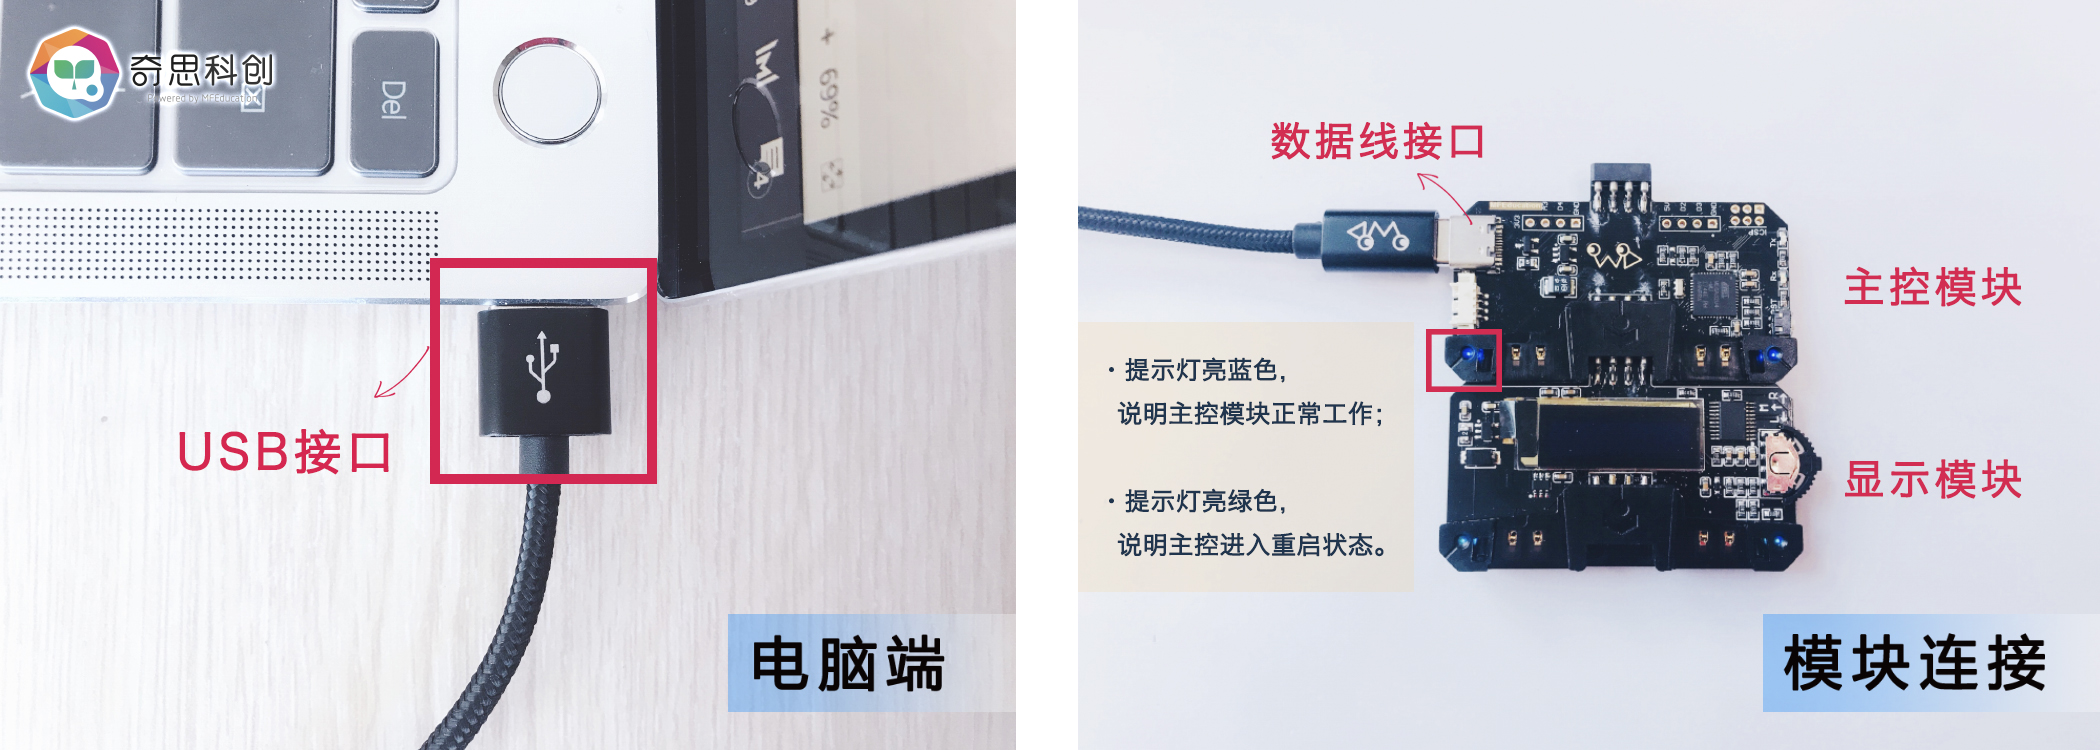 奇思科创
Powered by MFEducation
Del
+ 69%
4
USB接口
电脑端
数据线接口
主控模块
ICSP
·提示灯亮蓝色，
说明主控模块正常工作；
显示模块
·提示灯亮绿色，
说明主控进入重启状态。
模块连接